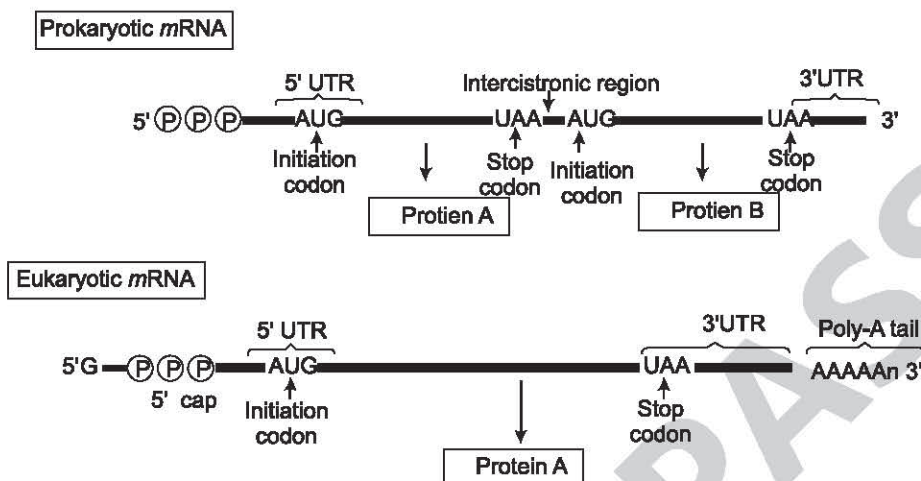 Prokaryotic mRNA
5' UTR
Intercistronic region
3'UTR
5' P P P AUG UAA AUG UAA 3'
Initiation codon
Stop codon
Initiation codon
Stop codon
Protien A
Protien B
Eukaryotic mRNA
5' UTR
3'UTR
Poly-A tail
5'G P P P AUG UAA AAAAAn 3'
5' cap
Initiation codon
Stop codon
Protein A
PASS